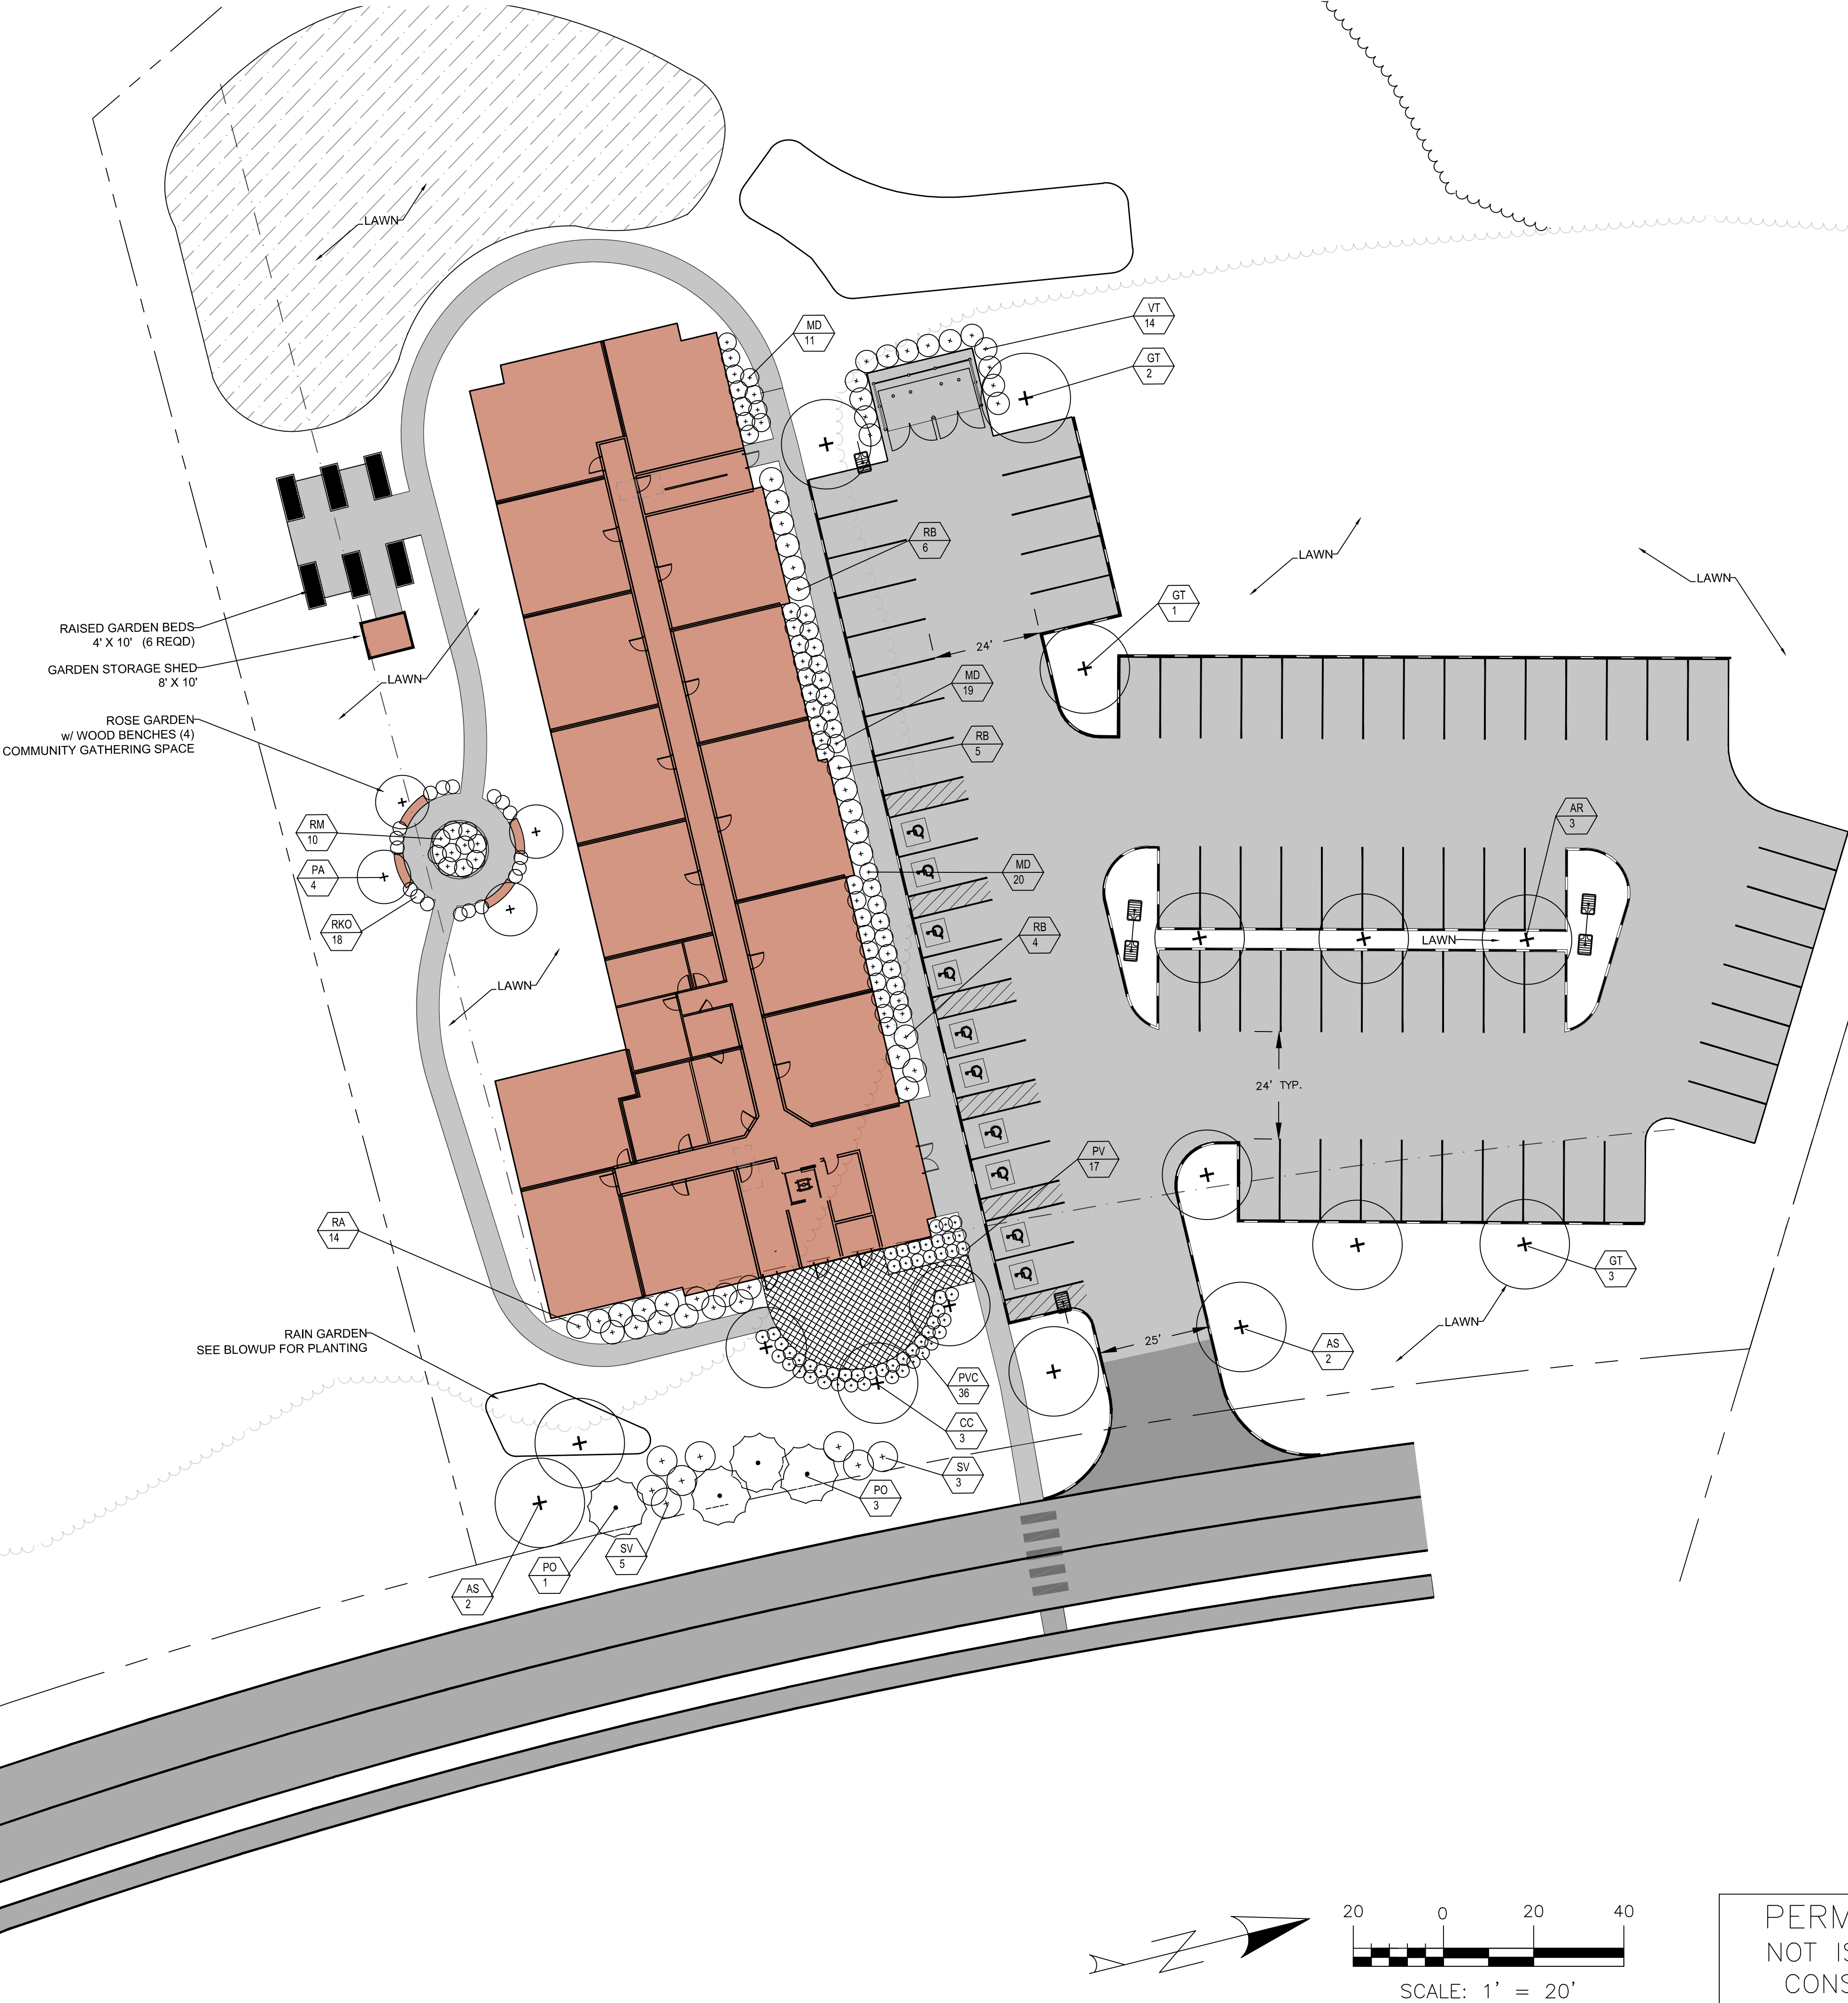 LAWN
MD
11
VT
14
GT
2
RB
6
LAWN
LAWN
GT
1
RAISED GARDEN BEDS
4' X 10' (6 REQD)
GARDEN STORAGE SHED
8' X 10'
24'
LAWN
MD
19
ROSE GARDEN
w/ WOOD BENCHES (4)
COMMUNITY GATHERING SPACE
RB
5
AR
3
RM
10
PA
4
MD
20
RKO
18
RB
4
LAWN
LAWN
24' TYP.
PV
17
RA
14
GT
3
RAIN GARDEN
SEE BLOWUP FOR PLANTING
LAWN
25'
AS
2
PVC
36
CC
3
SV
3
PO
3
SV
5
PO
1
AS
2
N
20 0 20 40
SCALE: 1' = 20'
PERM
NOT IS
CONS